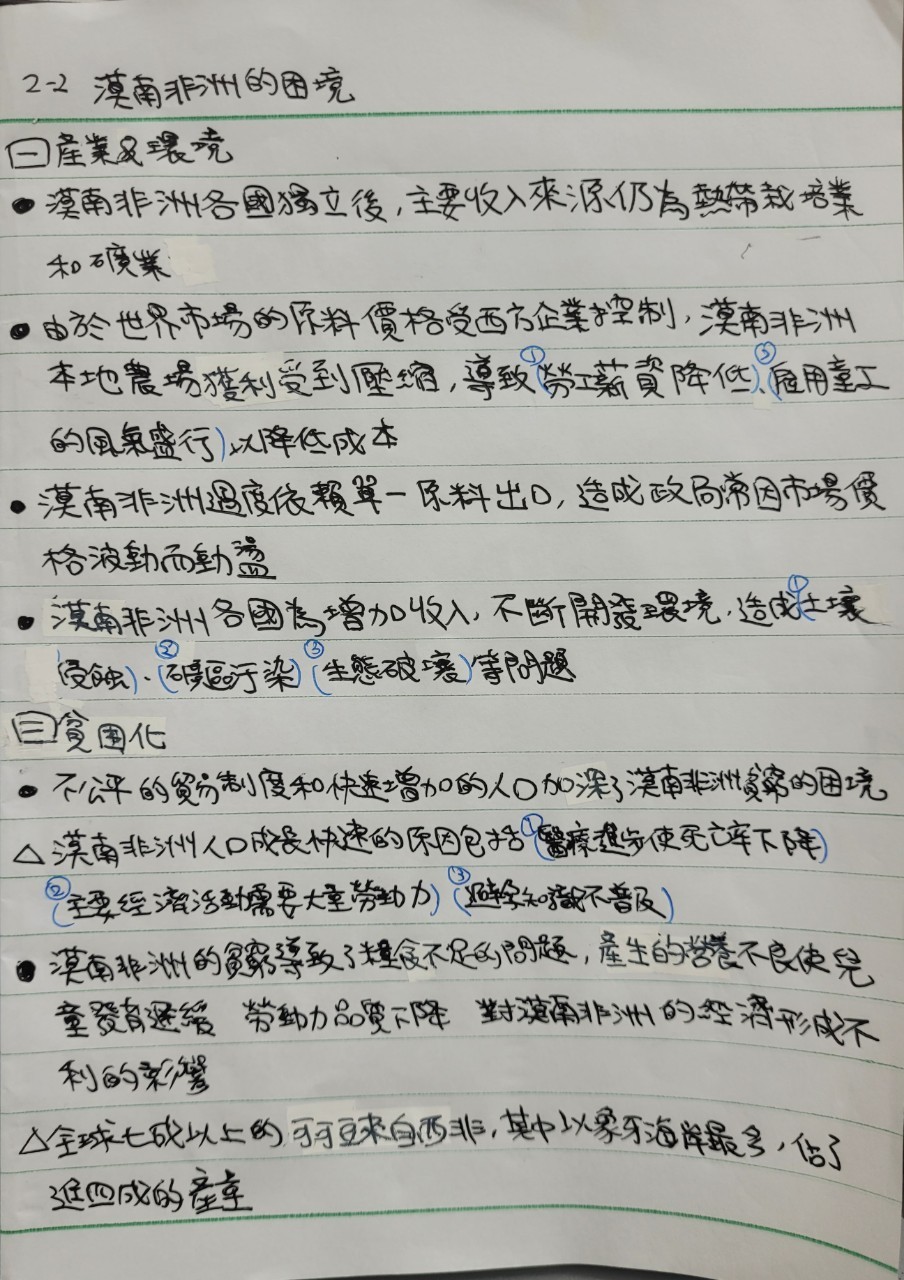 2-2 漠南非洲的困境
一 產業&環境
● 漠南非洲各國獨立後,主要收入來源仍為熱帶栽培業
和礦業
● 由於世界市場的原料價格受西方企業控制,漠南非洲
本地農場獲利受到壓縮,導致①(勞工薪資降低)、②(雇用童工
的風氣盛行)以降低成本
● 漠南非洲過度依賴單一原料出口,造成政局常因市場價
格波動而動盪
● 漠南非洲各國為增加收入,不斷開發環境,造成①(土壤
侵蝕)、②(礦區汙染)③(生態破壞)等問題
三 貧困化
● 不公平的貿易制度和快速增加的人口加深了漠南非洲貧窮的困境
△ 漠南非洲人口成長快速的原因包括①(醫療進步使死亡率下降)
②(主要經濟活動需要大量勞動力)③(避孕知識不普及)
● 漠南非洲的貧窮導致了糧食不足的問題,產生的營養不良使兒
童發育遲緩 勞動力品質下降 對漠南非洲的經濟形成不
利的影響
△ 全球七成以上的可可豆來自西非,其中以象牙海岸最多,佔了
近四成的產量